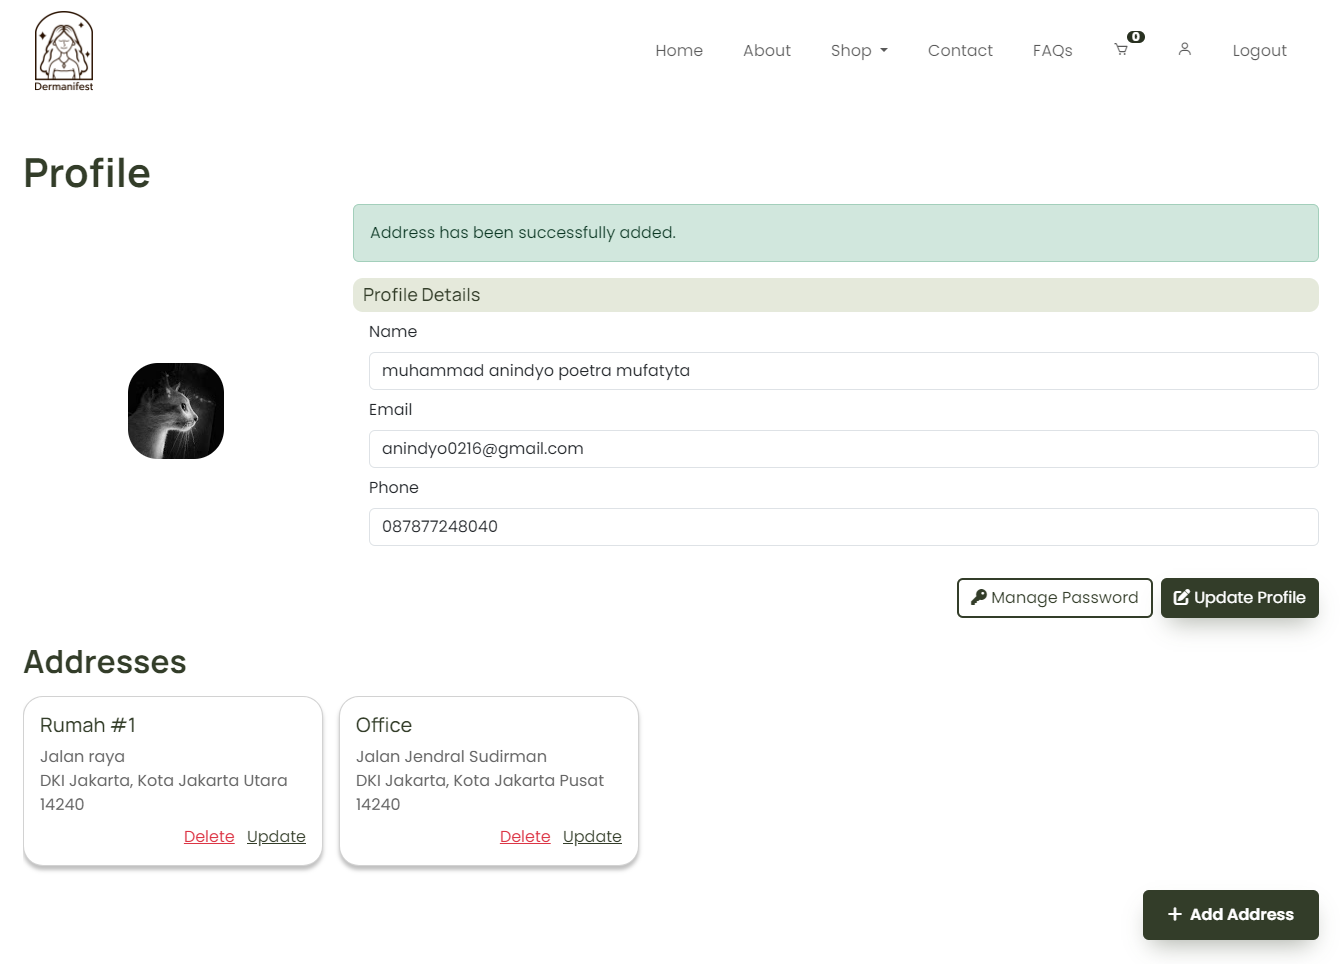 Dermanifest
Home About Shop Contact FAQs 0 Logout
Profile
Address has been successfully added.
Profile Details
Name
muhammad anindyo poetra mufatyta
Email
anindyo0216@gmail.com
Phone
087877248040
Manage Password Update Profile
Addresses
Rumah #1
Jalan raya
DKI Jakarta, Kota Jakarta Utara
14240
Delete Update
Office
Jalan Jendral Sudirman
DKI Jakarta, Kota Jakarta Pusat
14240
Delete Update
+ Add Address